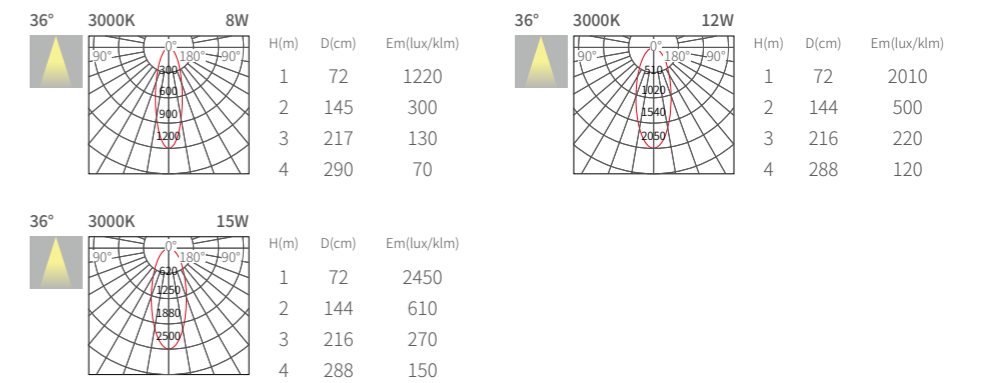 36° 3000K 8W
0°
90° 180° 90°
300
600
900
1200
H(m) D(cm) Em(lux/klm)
1 72 1220
2 145 300
3 217 130
4 290 70
36° 3000K 12W
0°
90° 180° 90°
510
1020
1540
2050
H(m) D(cm) Em(lux/klm)
1 72 2010
2 144 500
3 216 220
4 288 120
36° 3000K 15W
0°
90° 180° 90°
620
1250
1880
2500
H(m) D(cm) Em(lux/klm)
1 72 2450
2 144 610
3 216 270
4 288 150